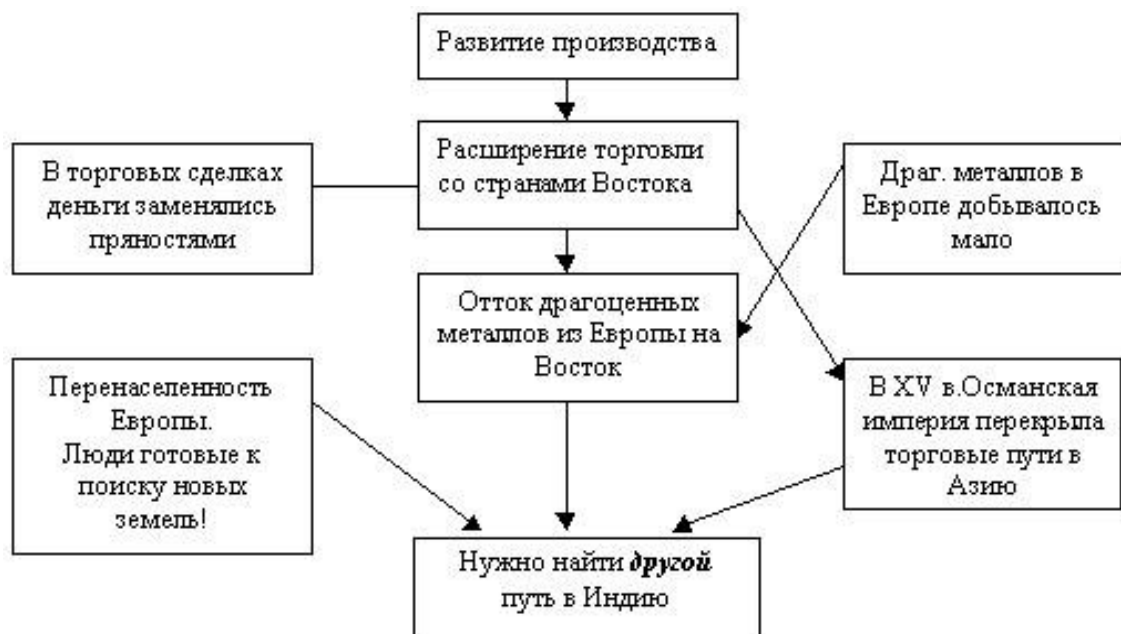 Развитие производства
Расширение торговли
со странами Востока
В торговых сделках
деньги заменялись
пряностями
Драг. металлов в
Европе добывалось
мало
Отток драгоценных
металлов из Европы на
Восток
Перенаселенность
Европы.
Люди готовые к
поиску новых
земель!
В XV в.Османская
империя перекрыла
торговые пути в
Азию
Нужно найти другой
путь в Индию